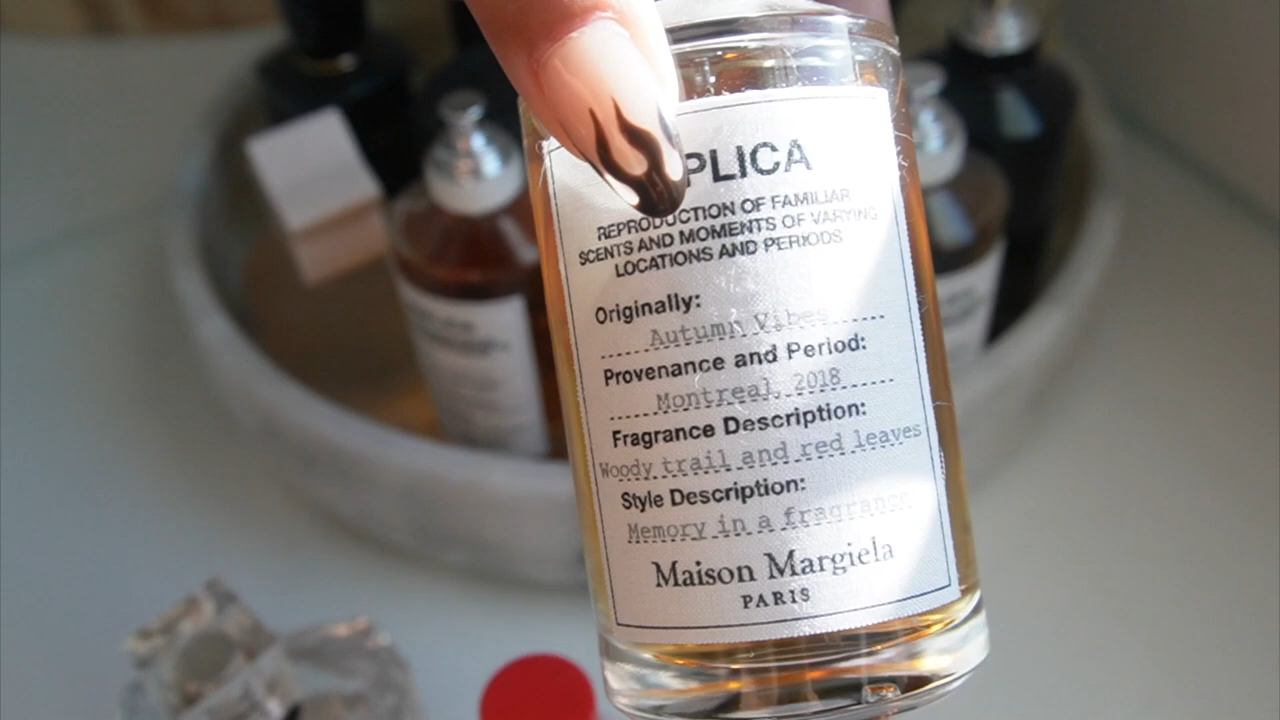 PLICA
REPRODUCTION OF FAMILIAR
SCENTS AND MOMENTS OF VARYING
LOCATIONS AND PERIODS
Originally:
Autumn Vibes
Provenance and Period:
Montreal, 2018
Fragrance Description:
Woody trail and red leaves
Style Description:
Memory in a fragrance
Maison Margiela
PARIS